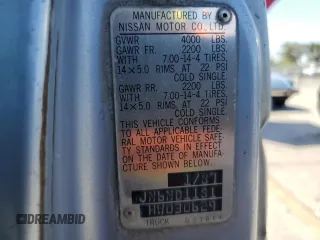 MANUFACTURED BY
NISSAN MOTOR CO., LTD.
GVWR 4000 LBS.
GAWR FR. 2200 LBS.
WITH 7.00-14-4 TIRES,
14×5.0 RIMS AT 22 PSI
COLD SINGLE
GAWR RR. 2200 LBS.
WITH 7.00-14-4 TIRES,
14×5.0 RIMS AT 22 PSI
COLD SINGLE
THIS VEHICLE CONFORMS
TO ALL APPLICABLE FED-
ERAL MOTOR VEHICLE SAFE-
TY STANDARDS IN EFFECT
ON THE DATE OF MANUFAC-
TURE SHOWN BELOW.
TRUCK
DIAMANBID